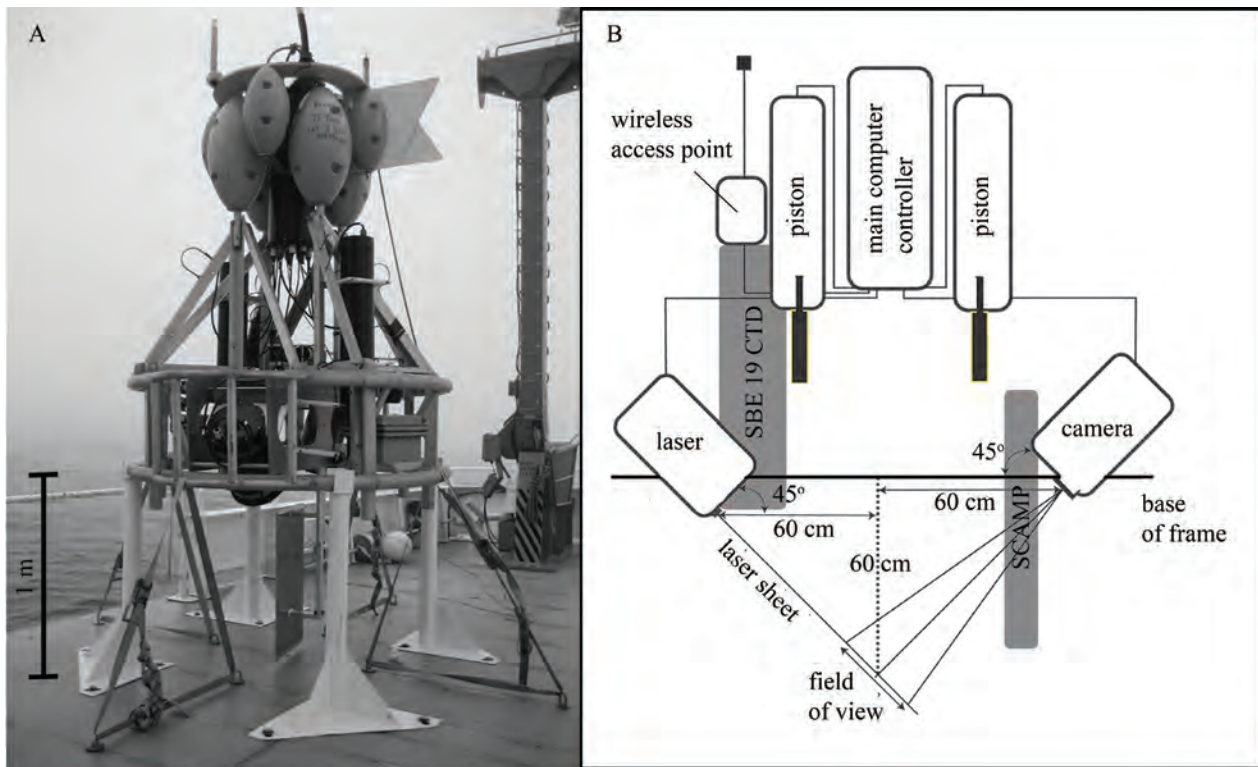 A
1 m
B
wireless
access point
piston
main computer
controller
piston
SBE 19 CTD
laser
camera
45°
45°
60 cm
60 cm
base
of frame
SCAMP
laser sheet
60 cm
field
of view